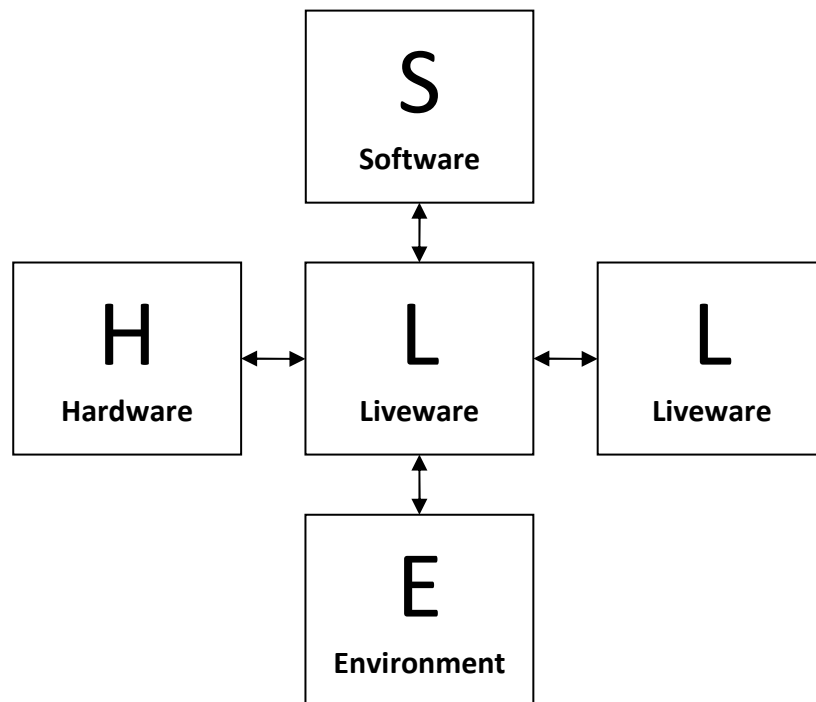 S
Software
H
Hardware
L
Liveware
L
Liveware
E
Environment